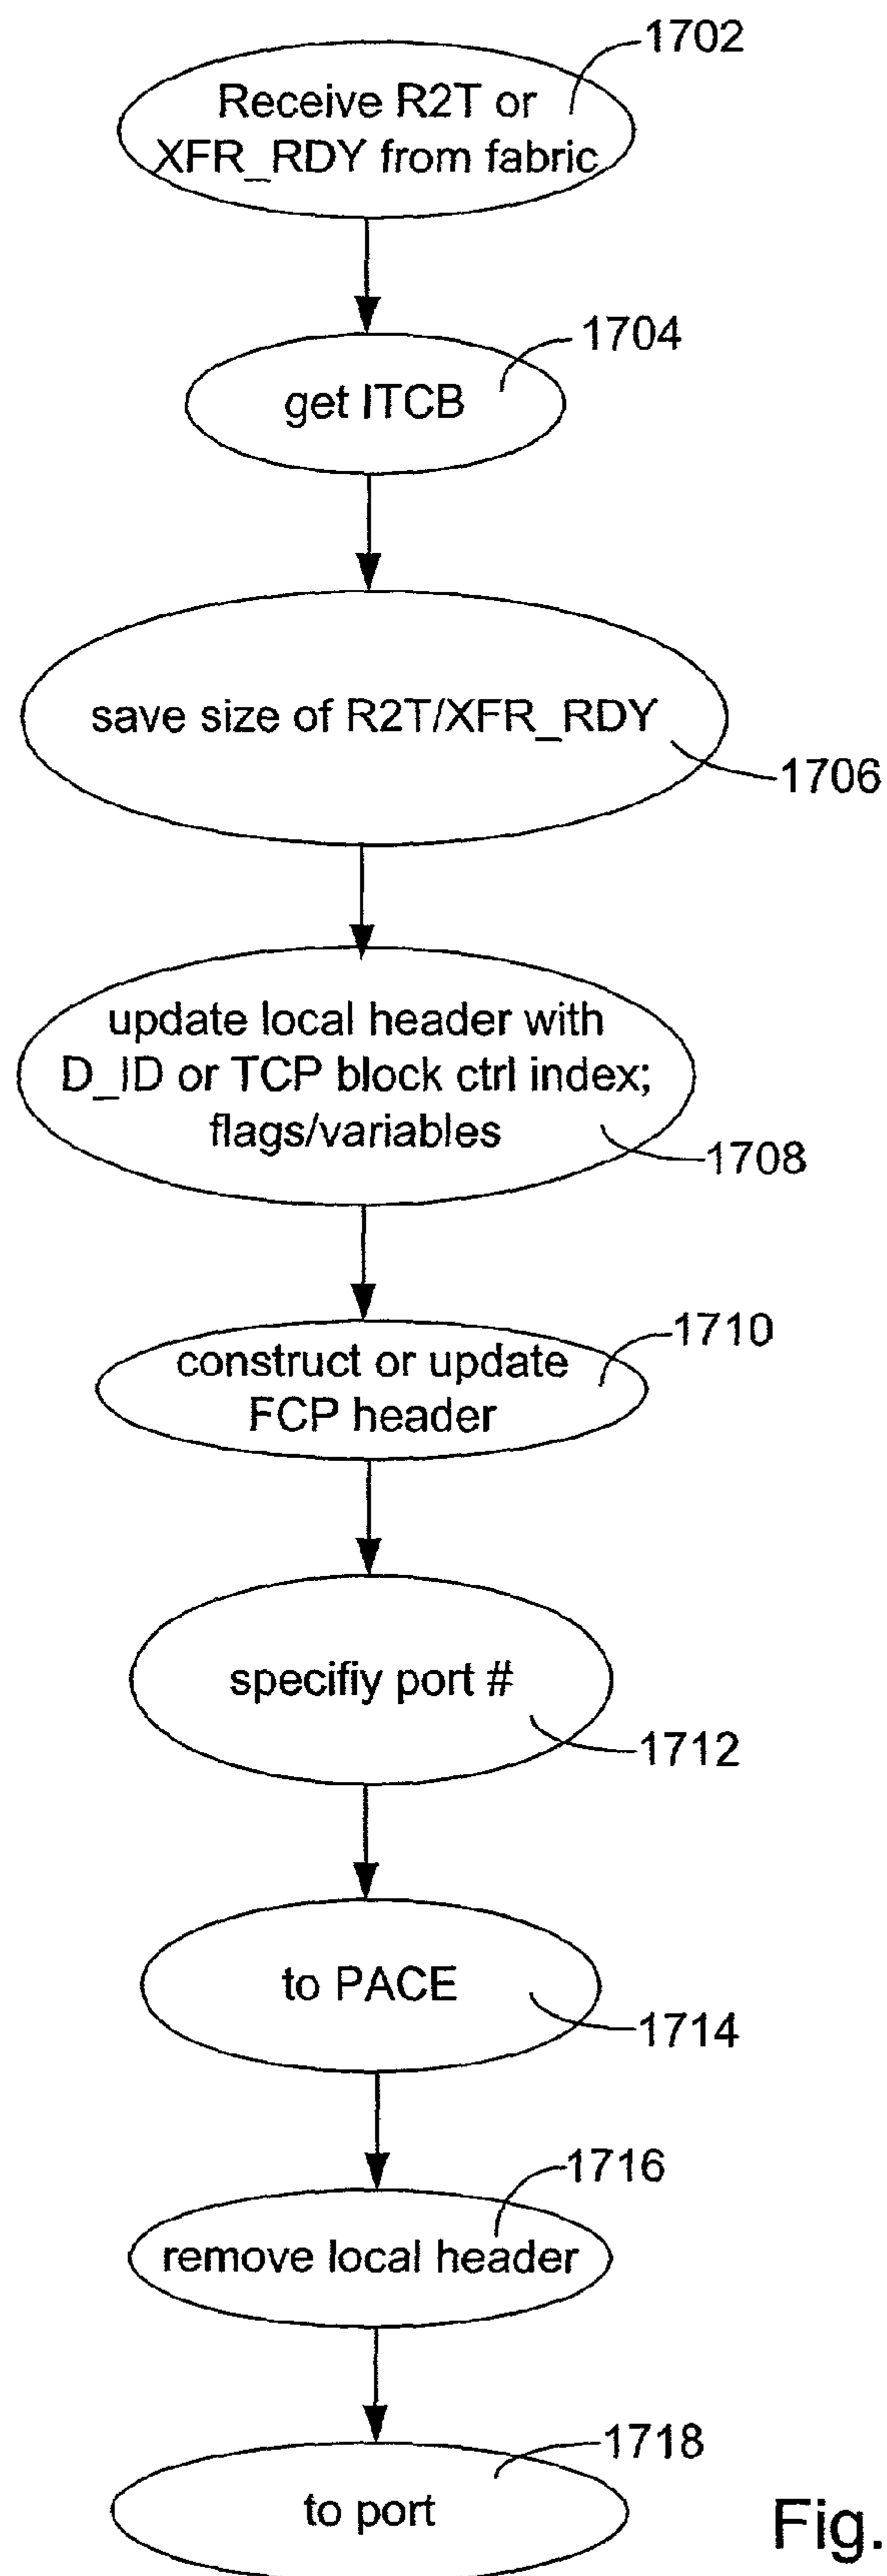 1702
Receive R2T or
XFR_RDY from fabric
1704
get ITCB
save size of R2T/XFR_RDY
1706
update local header with
D_ID or TCP block ctrl index;
flags/variables
1708
1710
construct or update
FCP header
specifiy port #
1712
to PACE
1714
1716
remove local header
1718
to port
Fig.